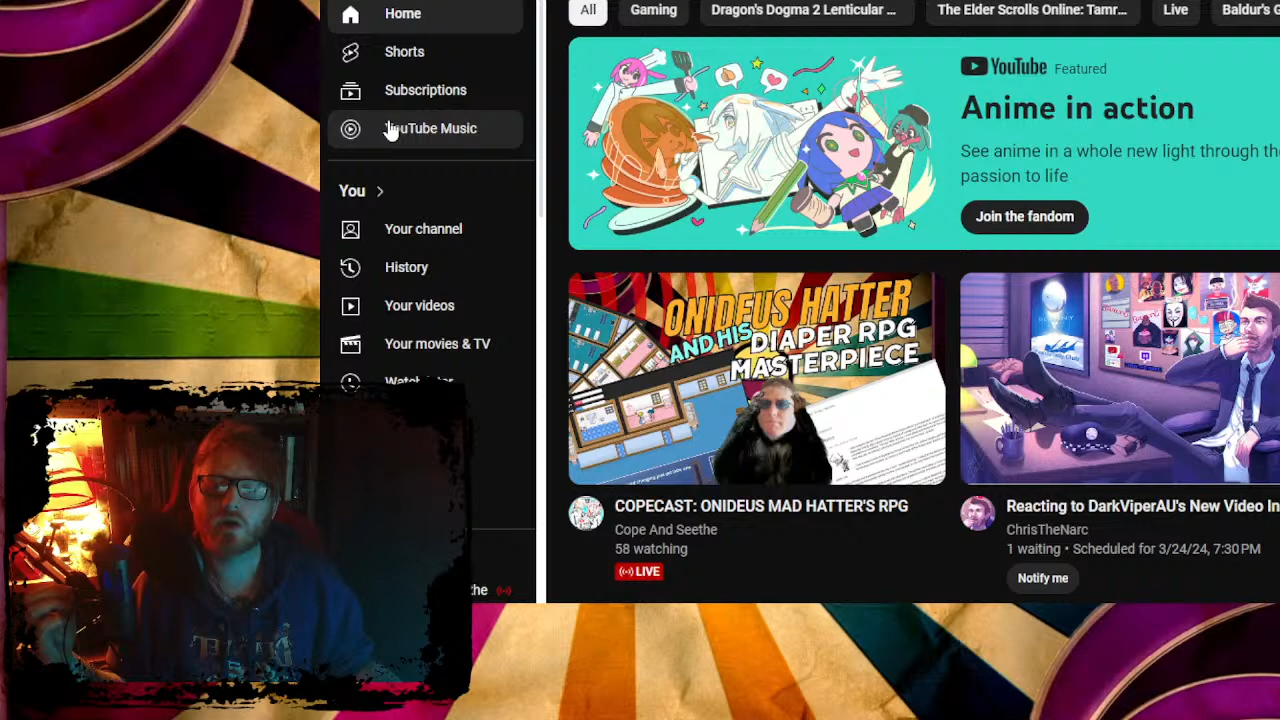 Home
Shorts
Subscriptions
YouTube Music
You
Your channel
History
Your videos
Your movies & TV
All
Gaming
Dragon's Dogma 2 Lenticular ...
The Elder Scrolls Online: Tamr...
Live
Baldur's G
YouTube Featured
Anime in action
See anime in a whole new light through the
passion to life
Join the fandom
ONIDEUS HATTER
AND HIS DIAPER RPG
MASTERPIECE
COPECAST: ONIDEUS MAD HATTER'S RPG
Cope And Seethe
58 watching
LIVE
Reacting to DarkViperAU's New Video In
ChrisTheNarc
1 waiting • Scheduled for 3/24/24, 7:30 PM
Notify me
the